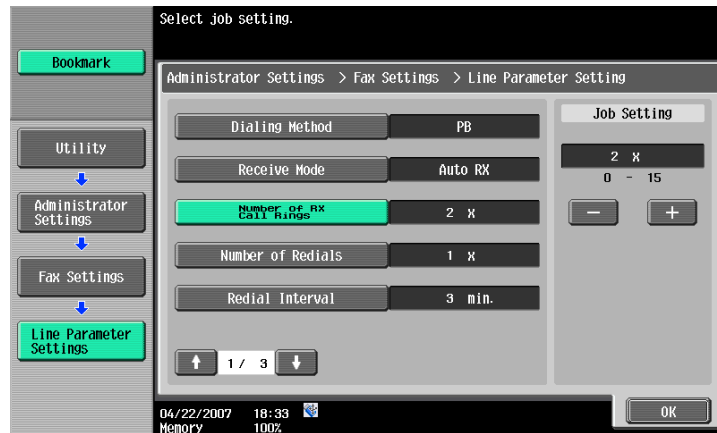 Select job setting.
Bookmark
Administrator Settings > Fax Settings > Line Parameter Setting
Utility
Administrator
Settings
Fax Settings
Line Parameter
Settings
Dialing Method PB
Receive Mode Auto RX
Number of RX
Call Rings 2 X
Number of Redials 1 X
Redial Interval 3 min.
1/ 3
Job Setting
2 X
0 - 15
− +
04/22/2007 18:33
Memory 100%
OK